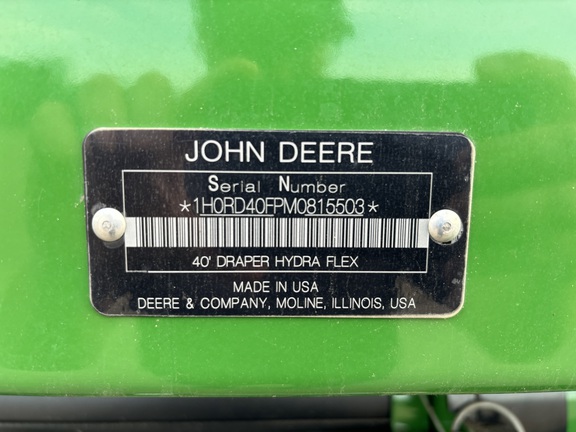 JOHN DEERE
Serial Number
*1H0RD40FPM0815503*
40' DRAPER HYDRA FLEX
MADE IN USA
DEERE & COMPANY, MOLINE, ILLINOIS, USA